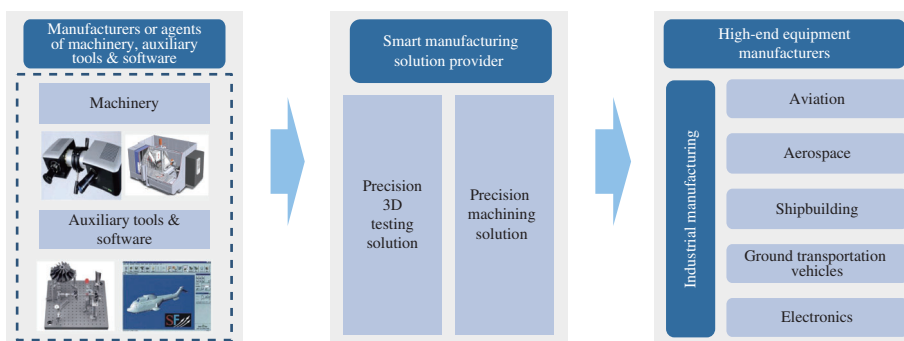 Manufacturers or agents
of machinery, auxiliary
tools & software
Machinery
Auxiliary tools &
software
SF
Smart manufacturing
solution provider
Precision
3D
testing
solution
Precision
machining
solution
High-end equipment
manufacturers
Industrial manufacturing
Aviation
Aerospace
Shipbuilding
Ground transportation
vehicles
Electronics